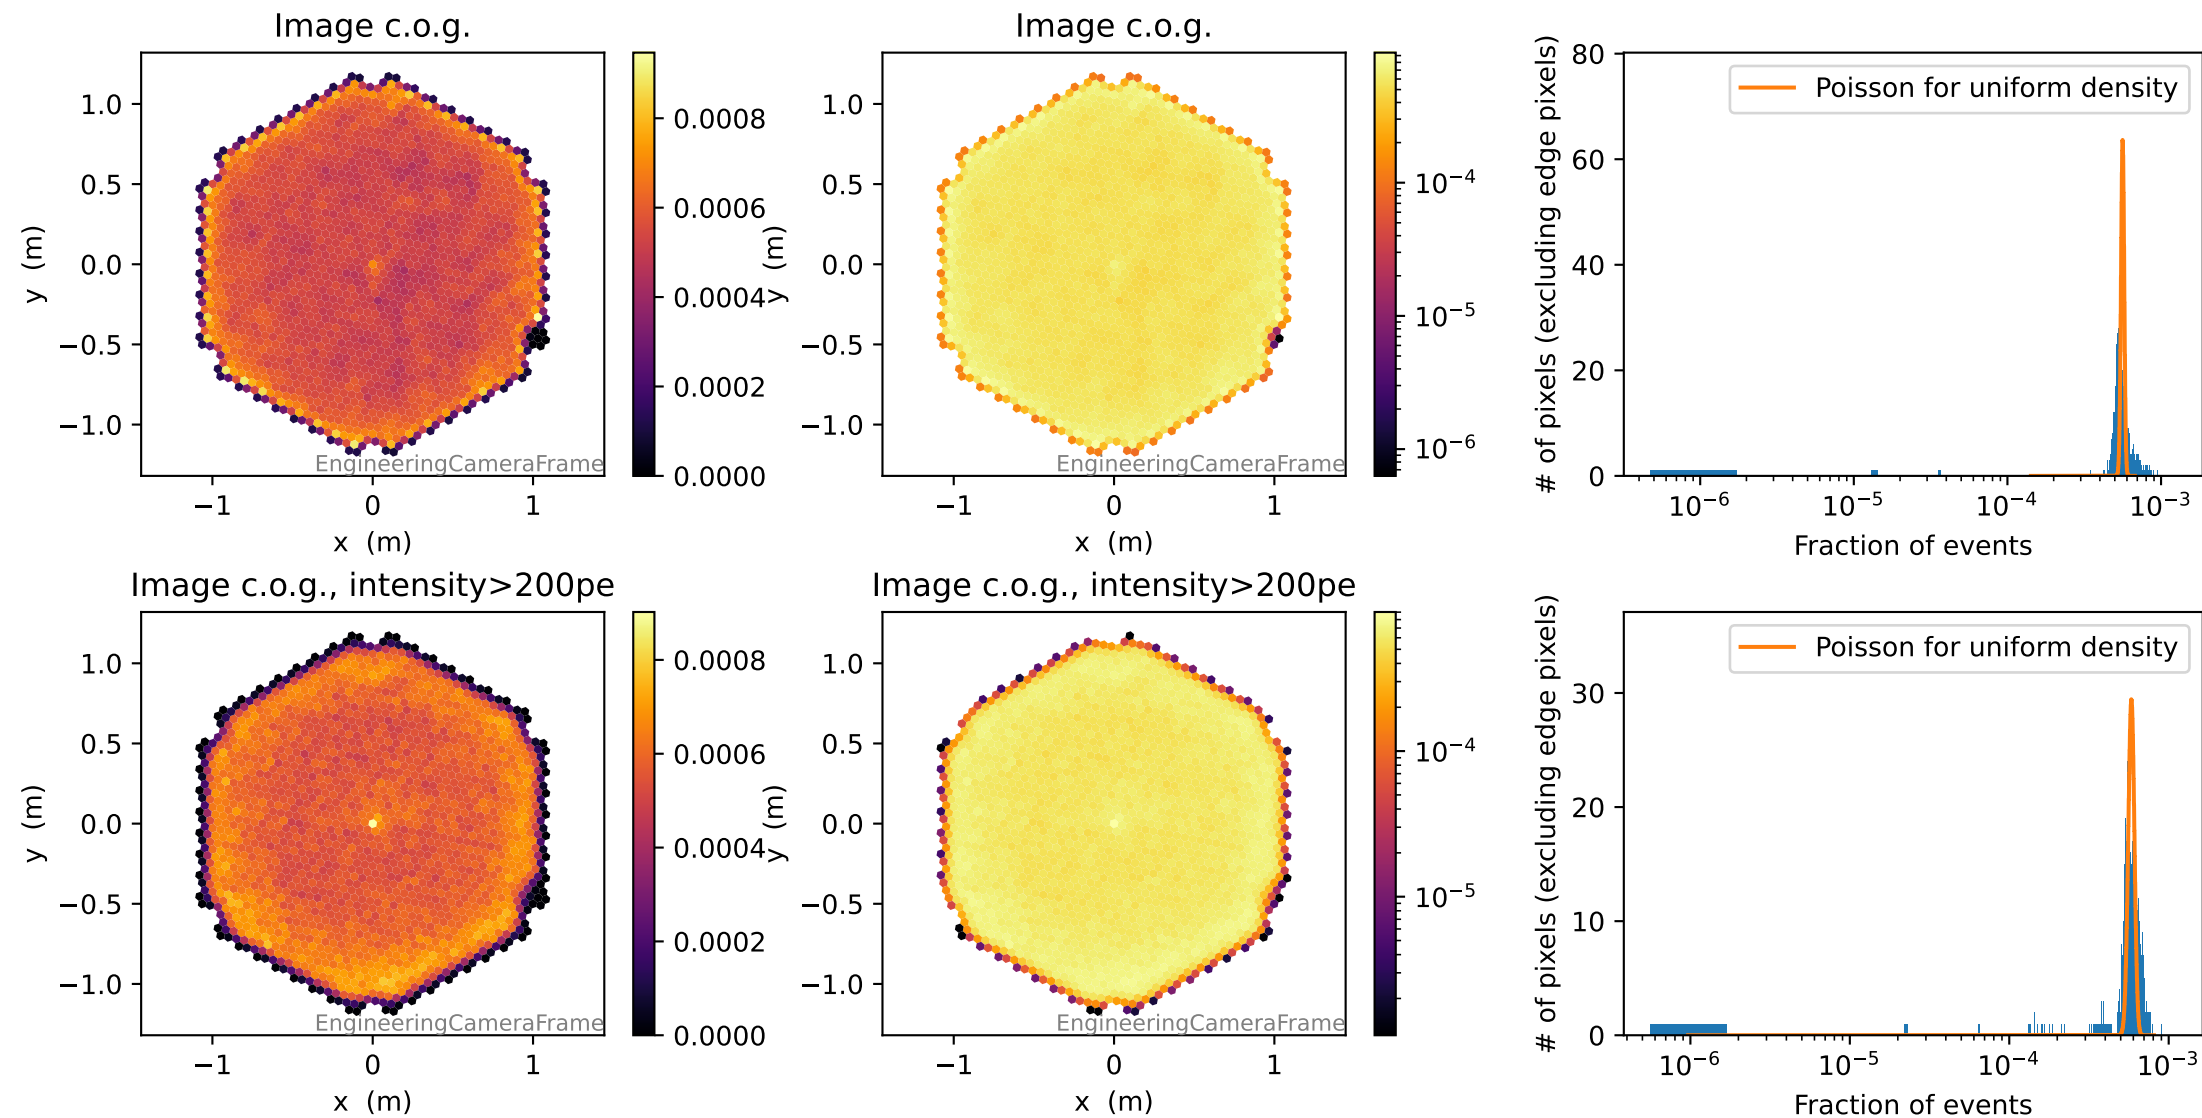 Image c.o.g.
y (m)
1.0
0.5
0.0
−0.5
−1.0
−1 0 1
x (m)
EngineeringCameraFrame
0.0008
0.0006
0.0004
0.0002
0.0000
Image c.o.g.
y (m)
1.0
0.5
0.0
−0.5
−1.0
−1 0 1
x (m)
EngineeringCameraFrame
10⁻⁴
10⁻⁵
10⁻⁶
# of pixels (excluding edge pixels)
80
60
40
20
0
Poisson for uniform density
10⁻⁶ 10⁻⁵ 10⁻⁴ 10⁻³
Fraction of events
Image c.o.g., intensity>200pe
y (m)
1.0
0.5
0.0
−0.5
−1.0
−1 0 1
x (m)
EngineeringCameraFrame
0.0008
0.0006
0.0004
0.0002
0.0000
Image c.o.g., intensity>200pe
y (m)
1.0
0.5
0.0
−0.5
−1.0
−1 0 1
x (m)
EngineeringCameraFrame
10⁻⁴
10⁻⁵
# of pixels (excluding edge pixels)
30
20
10
0
Poisson for uniform density
10⁻⁶ 10⁻⁵ 10⁻⁴ 10⁻³
Fraction of events